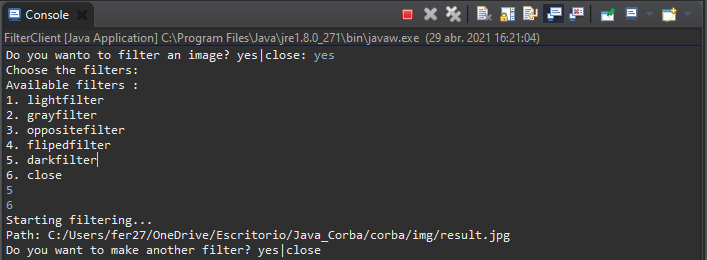 Console
FilterClient [Java Application] C:\Program Files\Java\jre1.8.0_271\bin\javaw.exe (29 abr. 2021 16:21:04)
Do you wanto to filter an image? yes|close: yes
Choose the filters:
Available filters :
1. lightfilter
2. grayfilter
3. oppositefilter
4. flipedfilter
5. darkfilter
6. close
5
6
Starting filtering...
Path: C:/Users/fer27/OneDrive/Escritorio/Java_Corba/corba/img/result.jpg
Do you want to make another filter? yes|close